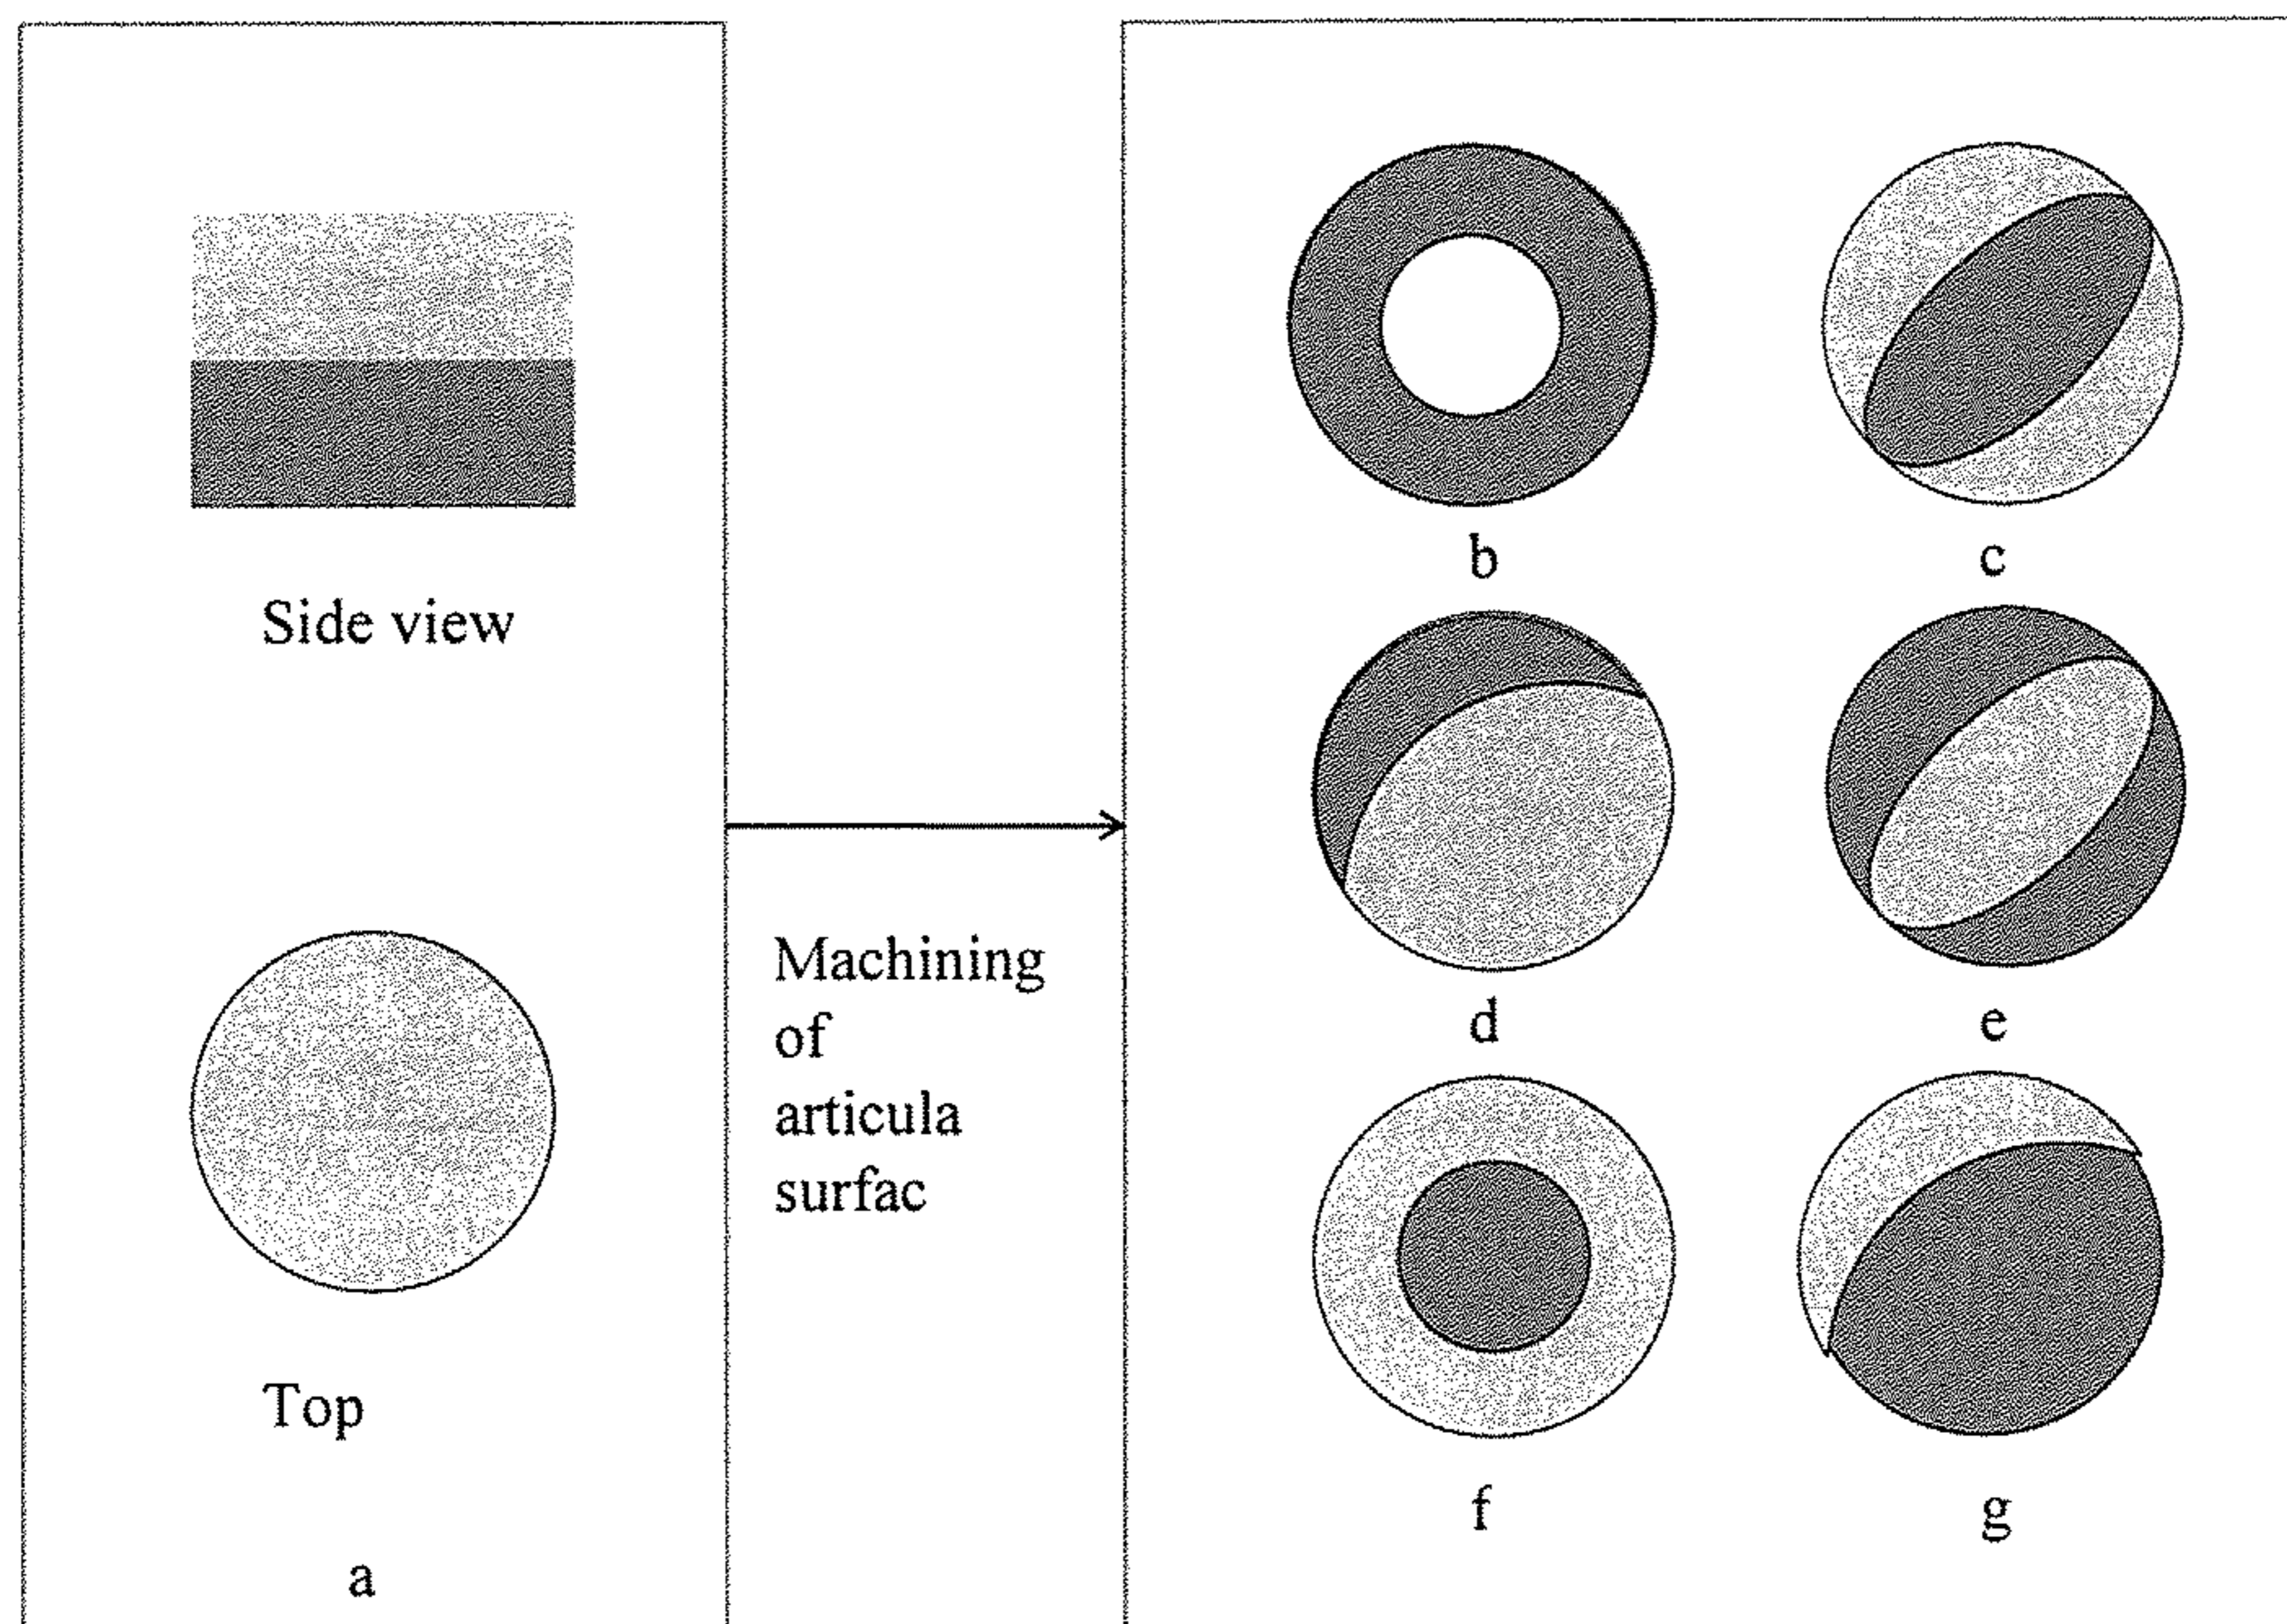 Side view
Top
a
Machining
of
articula
surfac
b
c
d
e
f
g